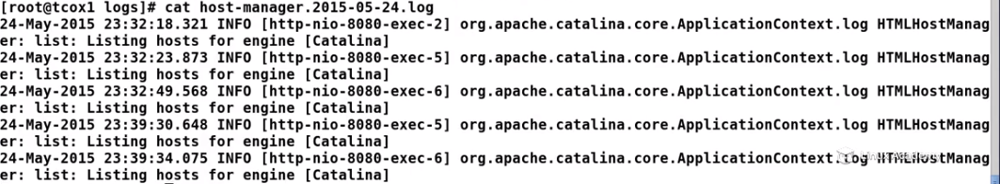 [root@tcox1 logs]# cat host-manager.2015-05-24.log
24-May-2015 23:32:18.321 INFO [http-nio-8080-exec-2] org.apache.catalina.core.ApplicationContext.log HTMLHostManag
er: list: Listing hosts for engine [Catalina]
24-May-2015 23:32:23.873 INFO [http-nio-8080-exec-5] org.apache.catalina.core.ApplicationContext.log HTMLHostManag
er: list: Listing hosts for engine [Catalina]
24-May-2015 23:32:49.568 INFO [http-nio-8080-exec-6] org.apache.catalina.core.ApplicationContext.log HTMLHostManag
er: list: Listing hosts for engine [Catalina]
24-May-2015 23:39:30.648 INFO [http-nio-8080-exec-5] org.apache.catalina.core.ApplicationContext.log HTMLHostManag
er: list: Listing hosts for engine [Catalina]
24-May-2015 23:39:34.075 INFO [http-nio-8080-exec-6] org.apache.catalina.core.ApplicationContext.log HTMLHostManag
er: list: Listing hosts for engine [Catalina]
Linux Academy